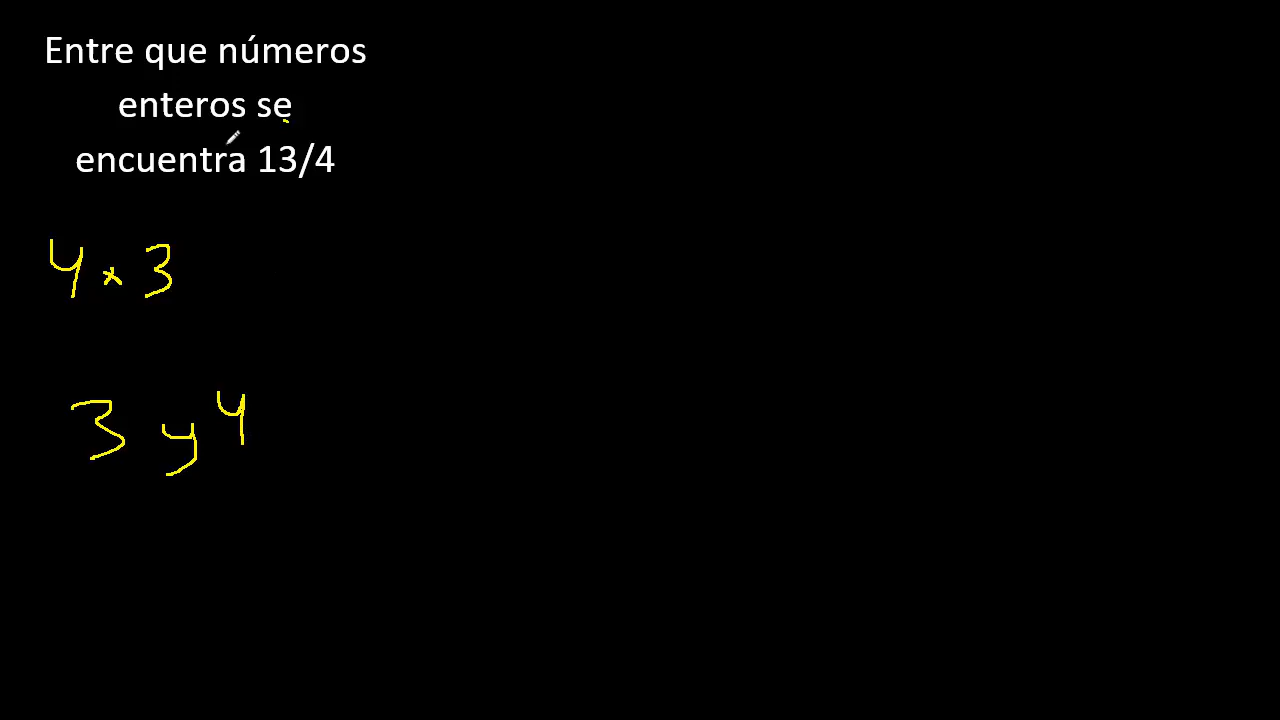 Entre que números
enteros se
encuentra 13/4
4 x 3
3 y 4